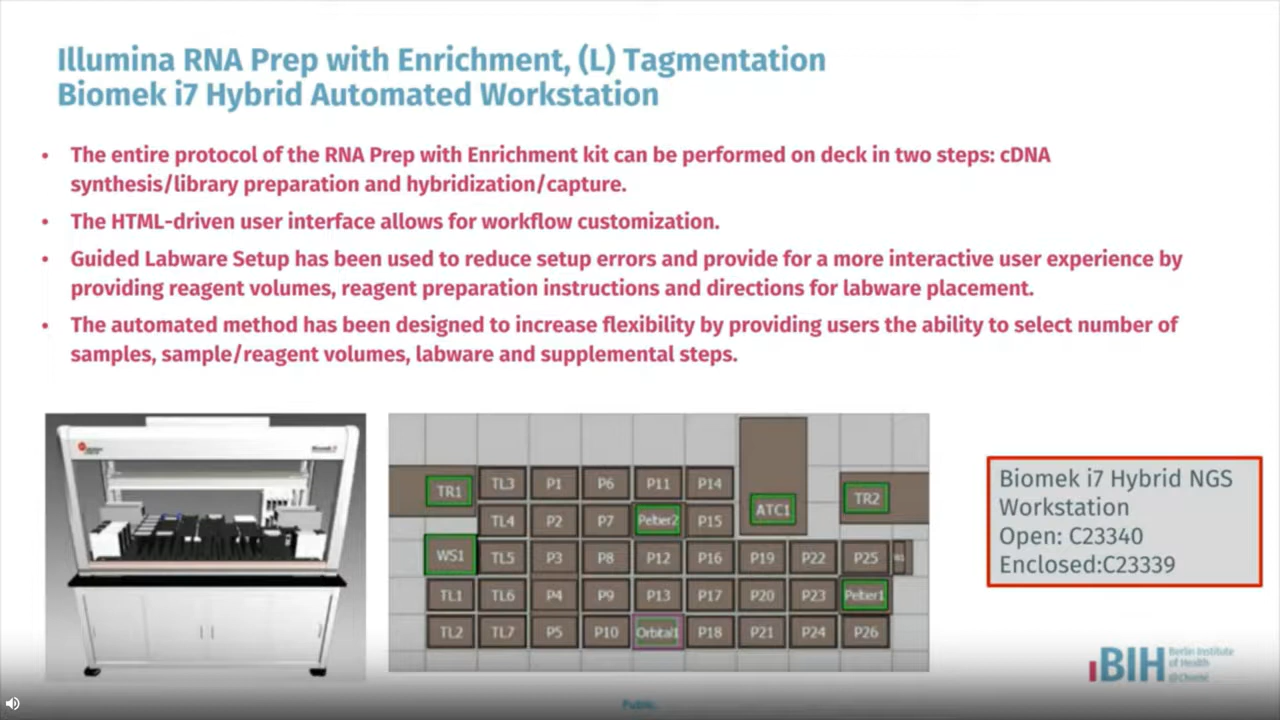 Illumina RNA Prep with Enrichment, (L) Tagmentation
Biomek i7 Hybrid Automated Workstation
• The entire protocol of the RNA Prep with Enrichment kit can be performed on deck in two steps: cDNA
synthesis/library preparation and hybridization/capture.
• The HTML-driven user interface allows for workflow customization.
• Guided Labware Setup has been used to reduce setup errors and provide for a more interactive user experience by
providing reagent volumes, reagent preparation instructions and directions for labware placement.
• The automated method has been designed to increase flexibility by providing users the ability to select number of
samples, sample/reagent volumes, labware and supplemental steps.
TR1 TL3 P1 P6 P11 P14 ATC1 TR2
TL4 P2 P7 Peltier2 P15
WS1 TL5 P3 P8 P12 P16 P19 P22 P25
TL1 TL6 P4 P9 P13 P17 P20 P23 Peltier1
TL2 TL7 P5 P10 Orbital1 P18 P21 P24 P26
Biomek i7 Hybrid NGS
Workstation
Open: C23340
Enclosed:C23339
BIH Berlin Institute
of Health
@Charité
Public